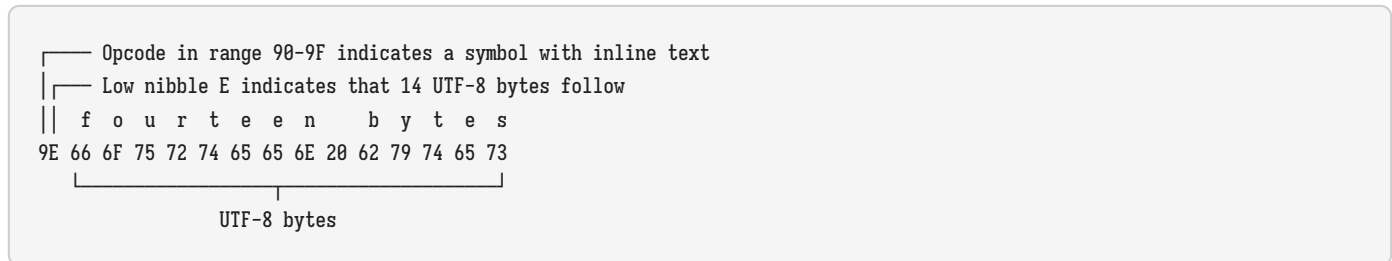 ┌──── Opcode in range 90-9F indicates a symbol with inline text
│┌─── Low nibble E indicates that 14 UTF-8 bytes follow
││  f  o  u  r  t  e  e  n     b  y  t  e  s
9E 66 6F 75 72 74 65 65 6E 20 62 79 74 65 73
   └──────────────────┬────────────────────┘
                 UTF-8 bytes